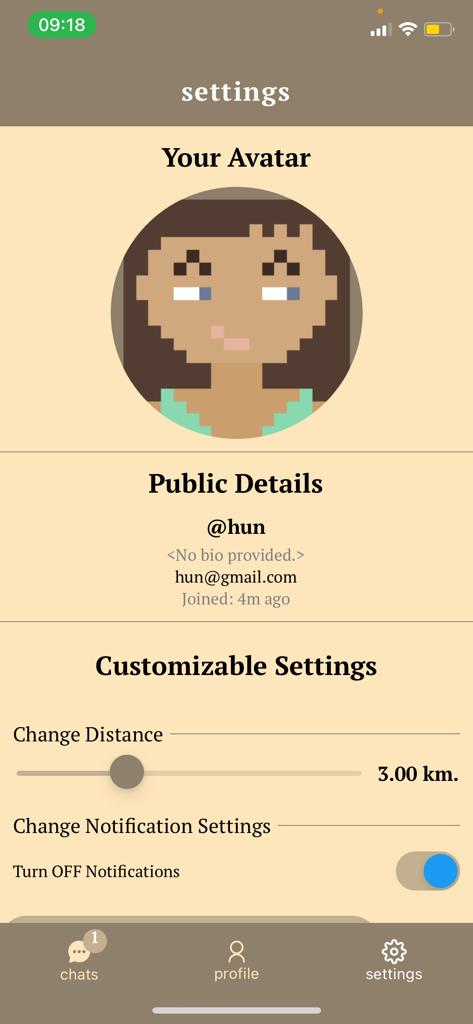 09:18
settings
Your Avatar
Public Details
@hun
<No bio provided.>
hun@gmail.com
Joined: 4m ago
Customizable Settings
Change Distance
3.00 km.
Change Notification Settings
Turn OFF Notifications
1
chats
profile
settings